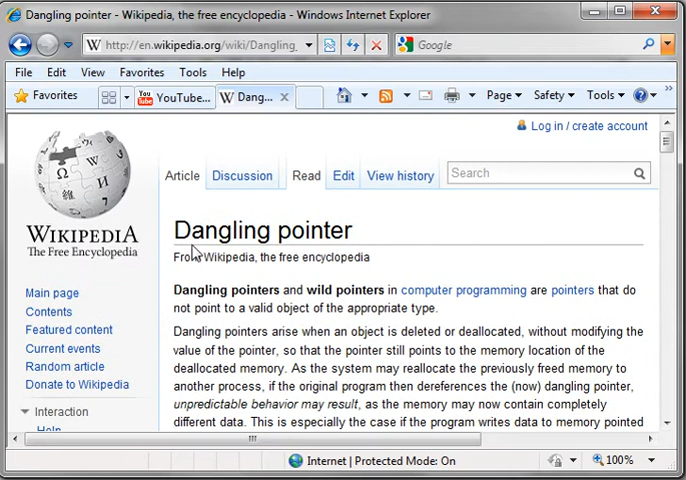 Dangling pointer - Wikipedia, the free encyclopedia - Windows Internet Explorer
http://en.wikipedia.org/wiki/Dangling_
Google
File Edit View Favorites Tools Help
Favorites
You Tube YouTube... W Dang...
Page Safety Tools
Log in / create account
Article Discussion Read Edit View history
Search
WIKIPEDIA
The Free Encyclopedia
Main page
Contents
Featured content
Current events
Random article
Donate to Wikipedia
Interaction
Help
Dangling pointer
From Wikipedia, the free encyclopedia
Dangling pointers and wild pointers in computer programming are pointers that do
not point to a valid object of the appropriate type.
Dangling pointers arise when an object is deleted or deallocated, without modifying the
value of the pointer, so that the pointer still points to the memory location of the
deallocated memory. As the system may reallocate the previously freed memory to
another process, if the original program then dereferences the (now) dangling pointer,
unpredictable behavior may result, as the memory may now contain completely
different data. This is especially the case if the program writes data to memory pointed
Internet | Protected Mode: On
100%